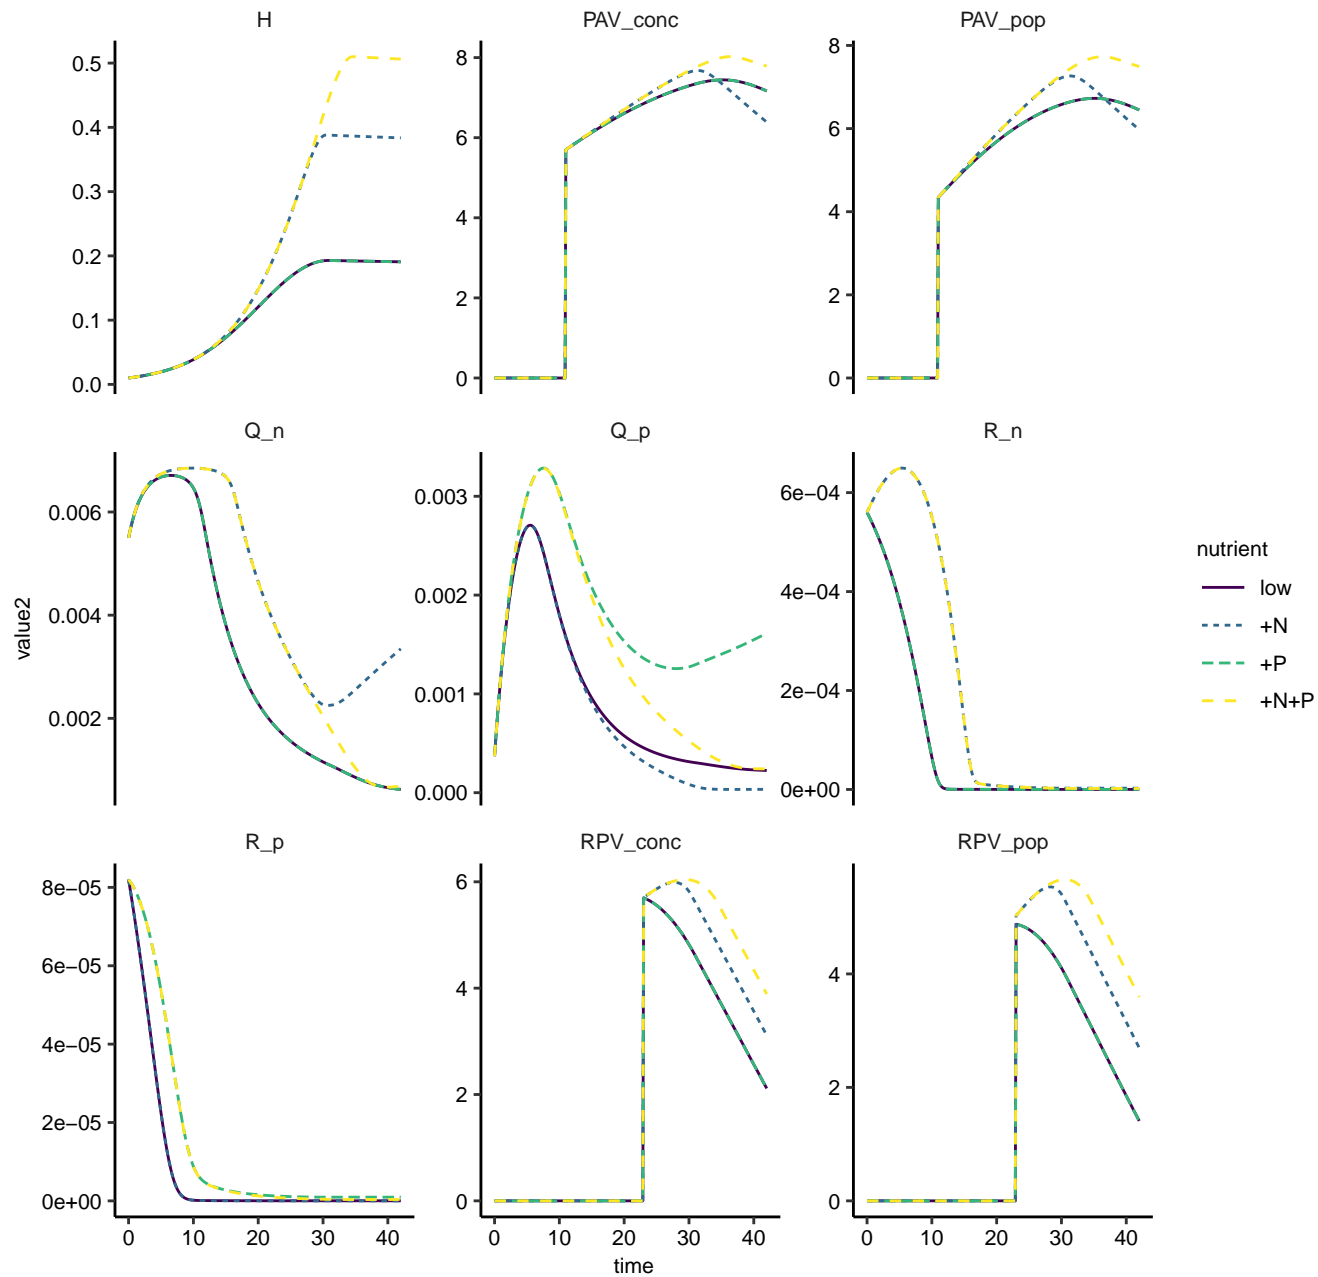 H PAV_conc PAV_pop
0.5
0.4
0.3
0.2
0.1
0.0
8
6
4
2
0
8
6
4
2
0
Q_n Q_p R_n
0.006
0.004
0.002
0.003
0.002
0.001
0.000
6e−04
4e−04
2e−04
0e+00
R_p RPV_conc RPV_pop
8e−05
6e−05
4e−05
2e−05
0e+00
6
4
2
0
4
2
0
0 10 20 30 40
0 10 20 30 40
0 10 20 30 40
time
value2
nutrient
low
+N
+P
+N+P